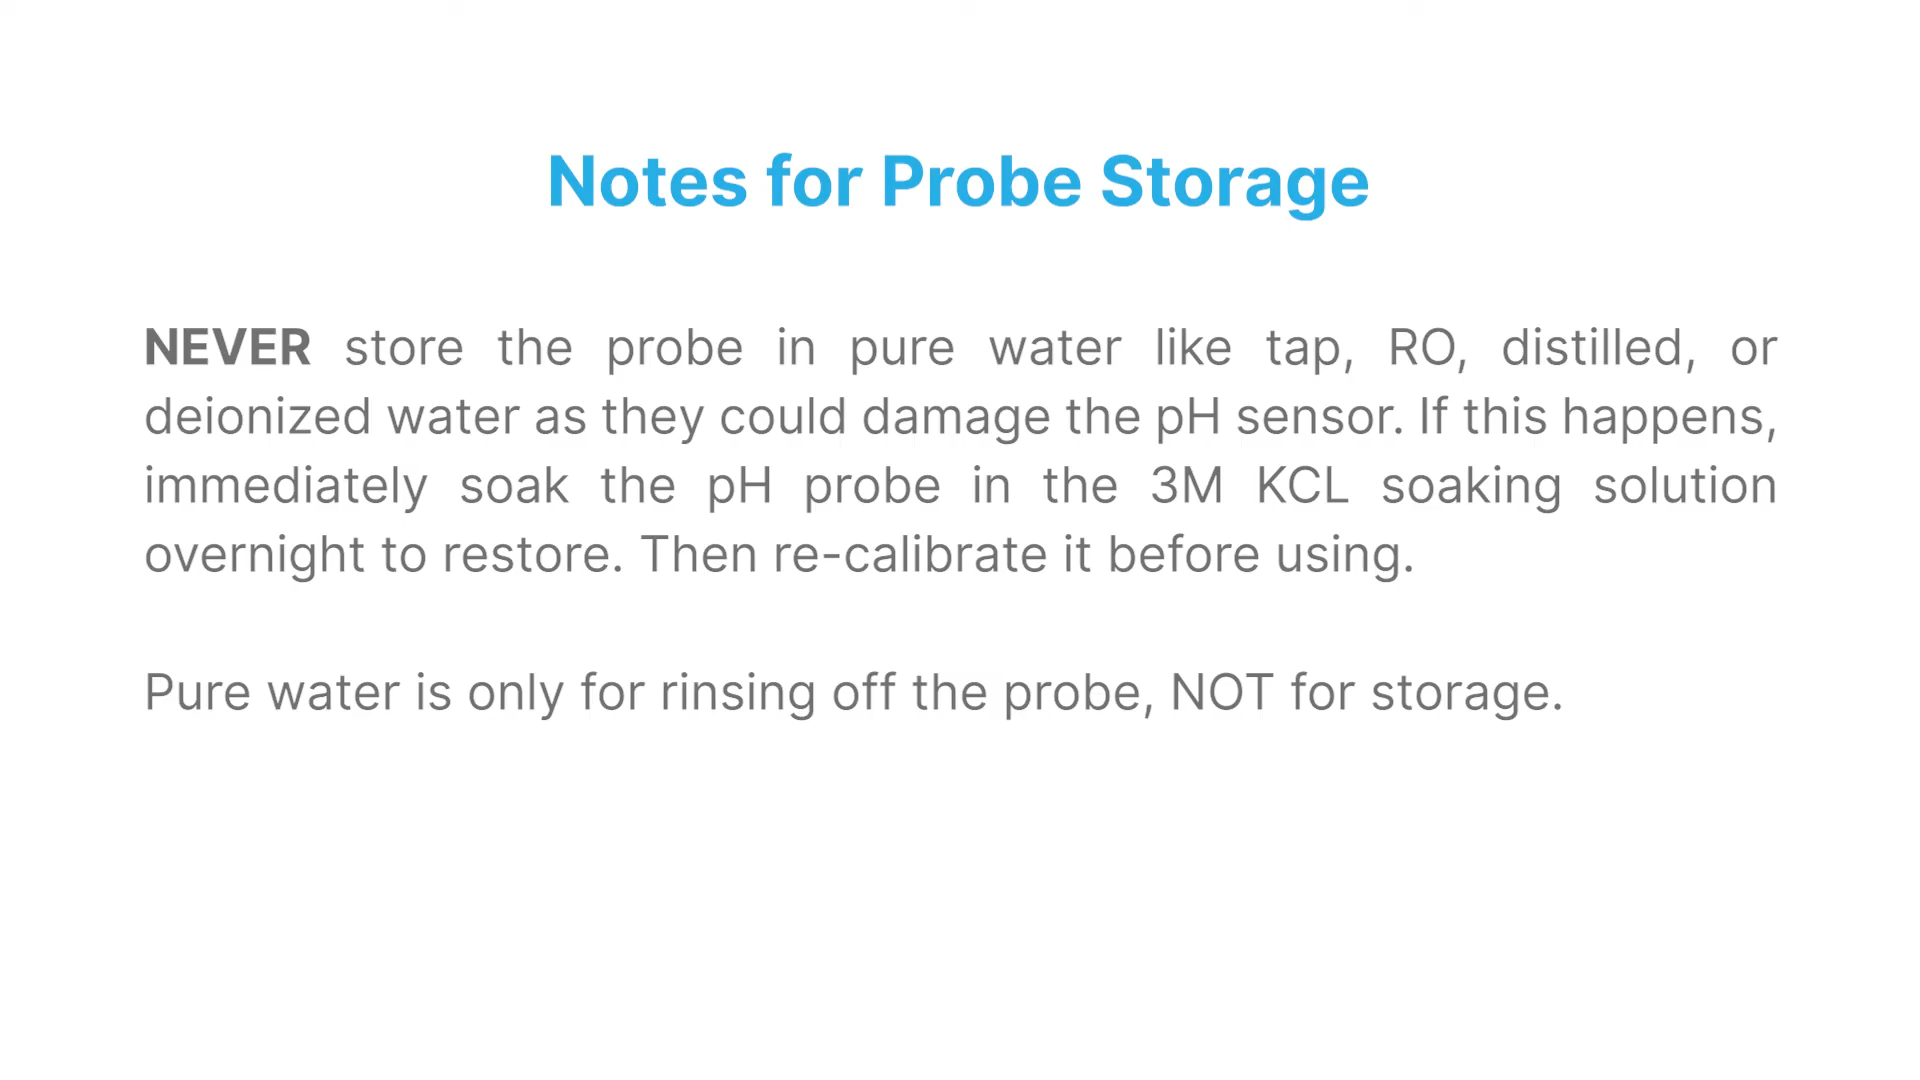 Notes for Probe Storage
NEVER store the probe in pure water like tap, RO, distilled, or
deionized water as they could damage the pH sensor. If this happens,
immediately soak the pH probe in the 3M KCL soaking solution
overnight to restore. Then re-calibrate it before using.
Pure water is only for rinsing off the probe, NOT for storage.